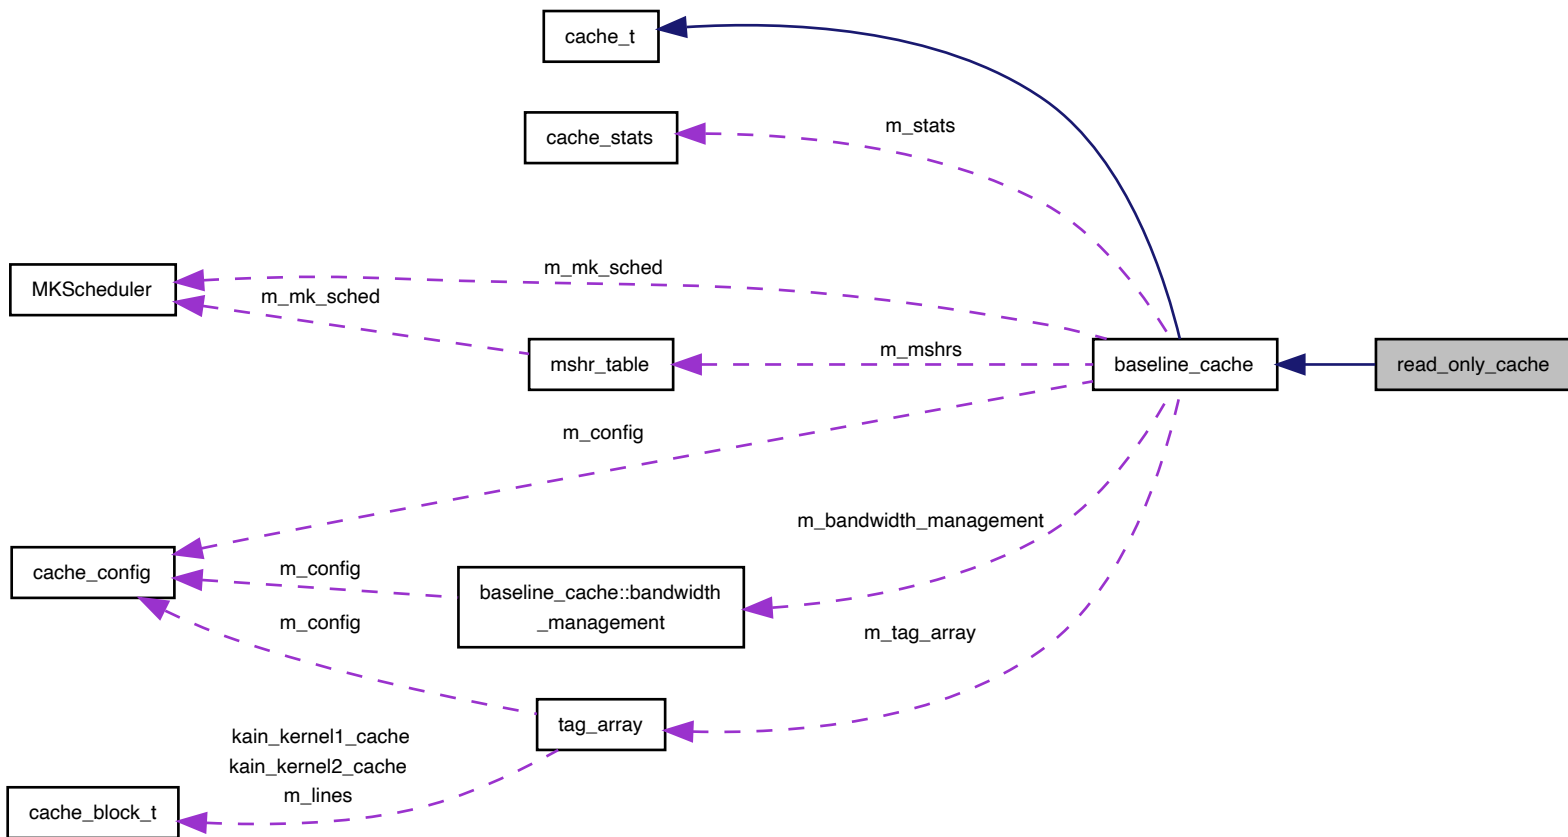 cache_t
m_stats
cache_stats
m_mk_sched
MKScheduler
m_mk_sched
m_mshrs
mshr_table
baseline_cache
read_only_cache
m_config
m_bandwidth_management
cache_config
m_config
baseline_cache::bandwidth
_management
m_config
m_tag_array
tag_array
kain_kernel1_cache
kain_kernel2_cache
m_lines
cache_block_t